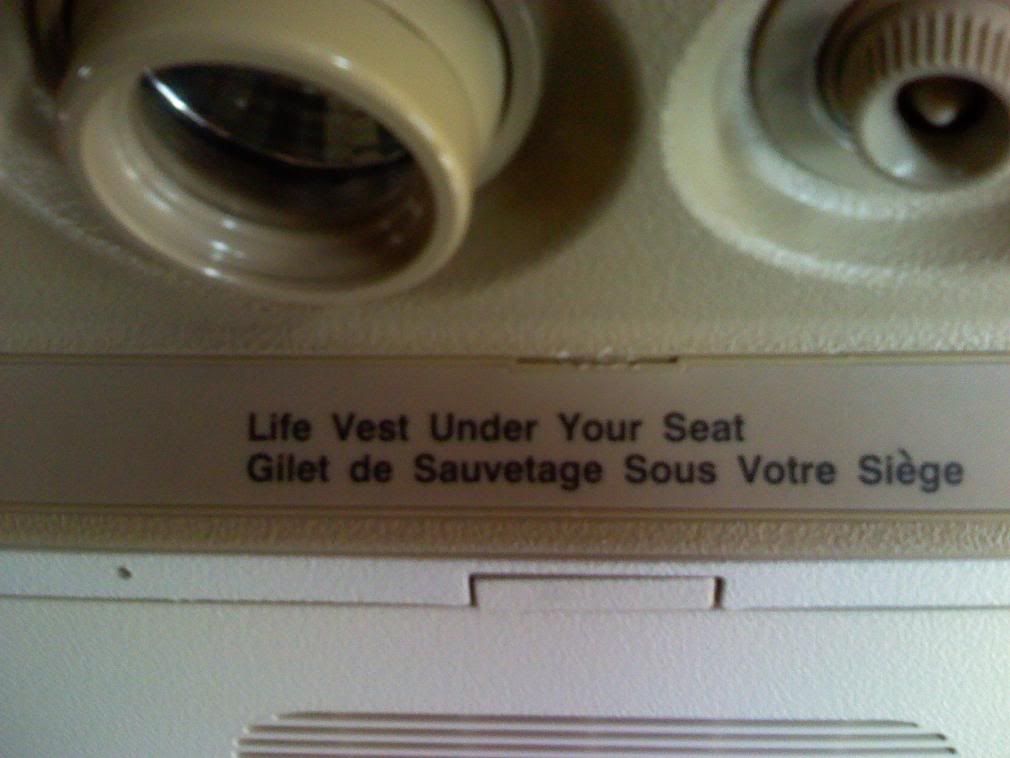 Life Vest Under Your Seat
Gilet de Sauvetage Sous Votre Siège